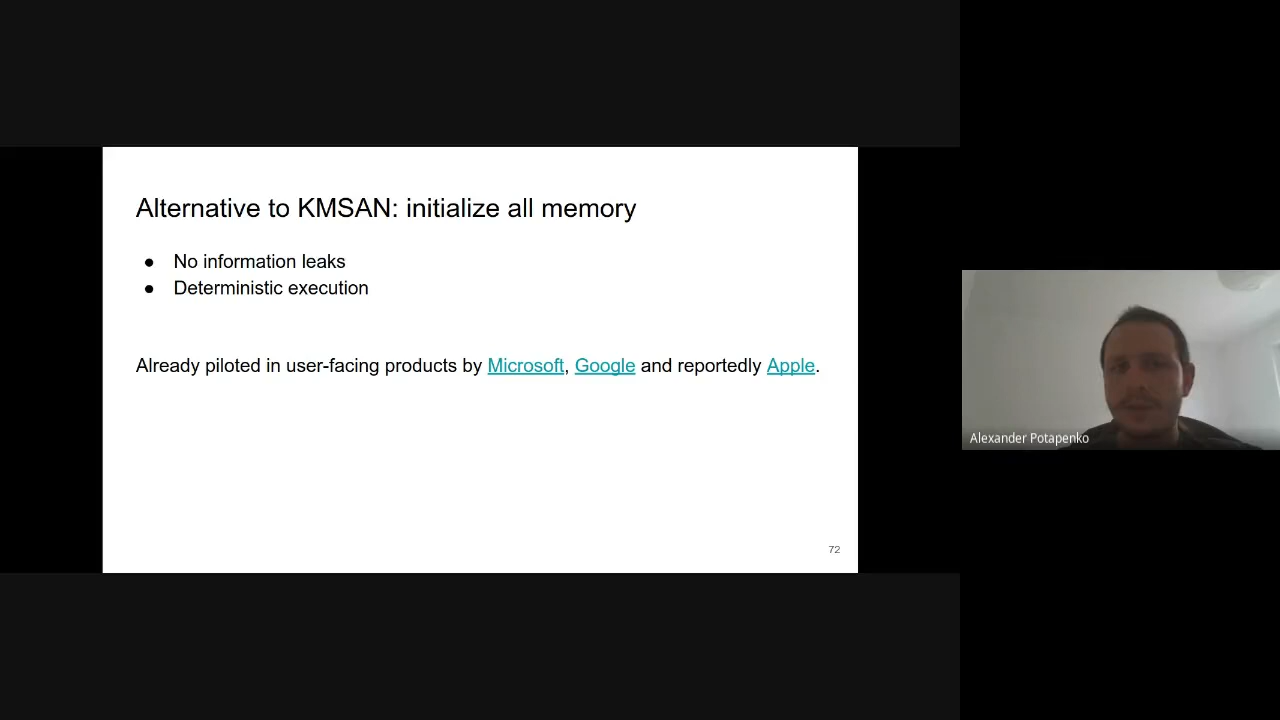 Alternative to KMSAN: initialize all memory
● No information leaks
● Deterministic execution
Already piloted in user-facing products by Microsoft, Google and reportedly Apple.
72
Alexander Potapenko